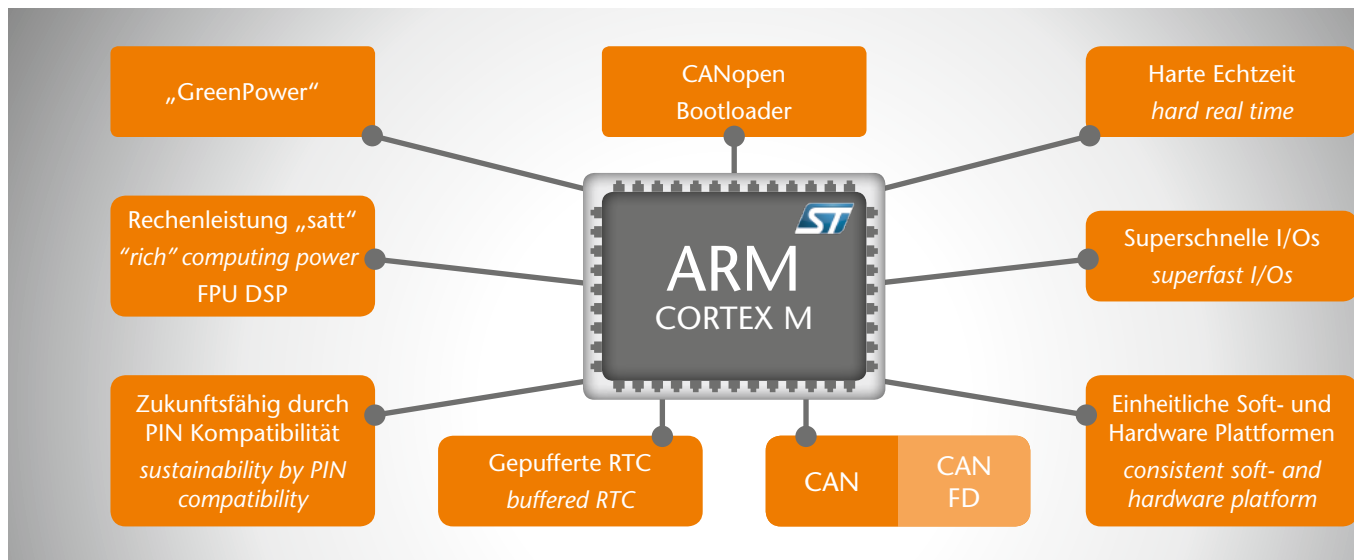 „GreenPower“
CANopen
Bootloader
Harte Echtzeit
hard real time
Rechenleistung „satt“
“rich” computing power
FPU DSP
ST
ARM
CORTEX M
Superschnelle I/Os
superfast I/Os
Zukunftsfähig durch
PIN Kompatibilität
sustainability by PIN
compatibility
Gepufferte RTC
buffered RTC
CAN
CAN
FD
Einheitliche Soft- und
Hardware Plattformen
consistent soft- and
hardware platform